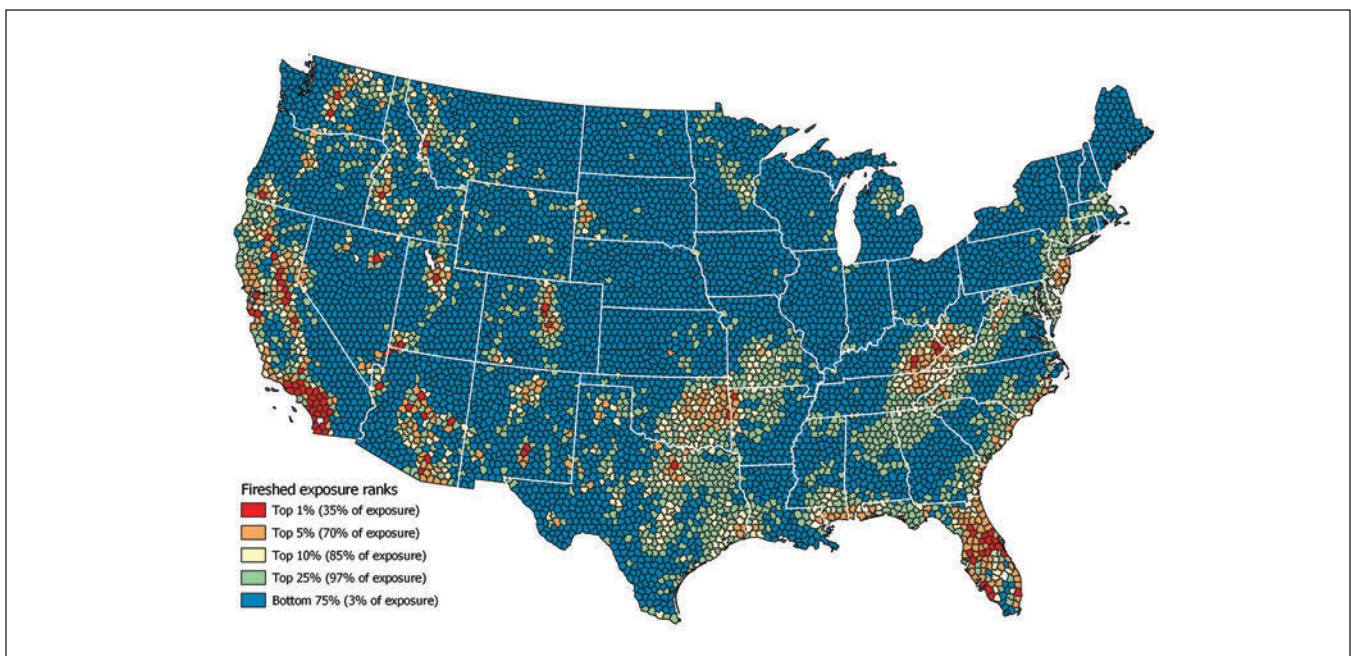 Fireshed exposure ranks
Top 1% (35% of exposure)
Top 5% (70% of exposure)
Top 10% (85% of exposure)
Top 25% (97% of exposure)
Bottom 75% (3% of exposure)